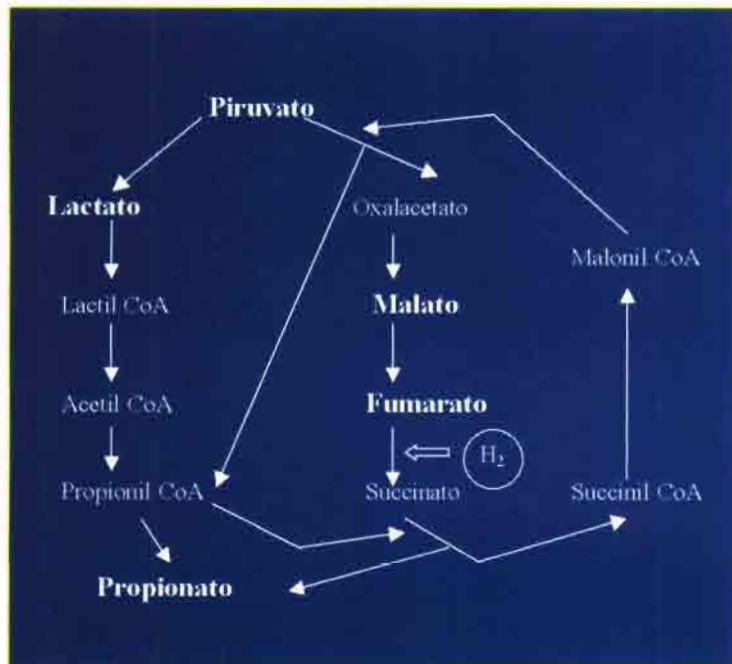 Piruvato
Lactato
Oxalacetato
Malonil CoA
Lactil CoA
Malato
Acetil CoA
Fumarato
H₂
Propionil CoA
Succinato
Succinil CoA
Propionato